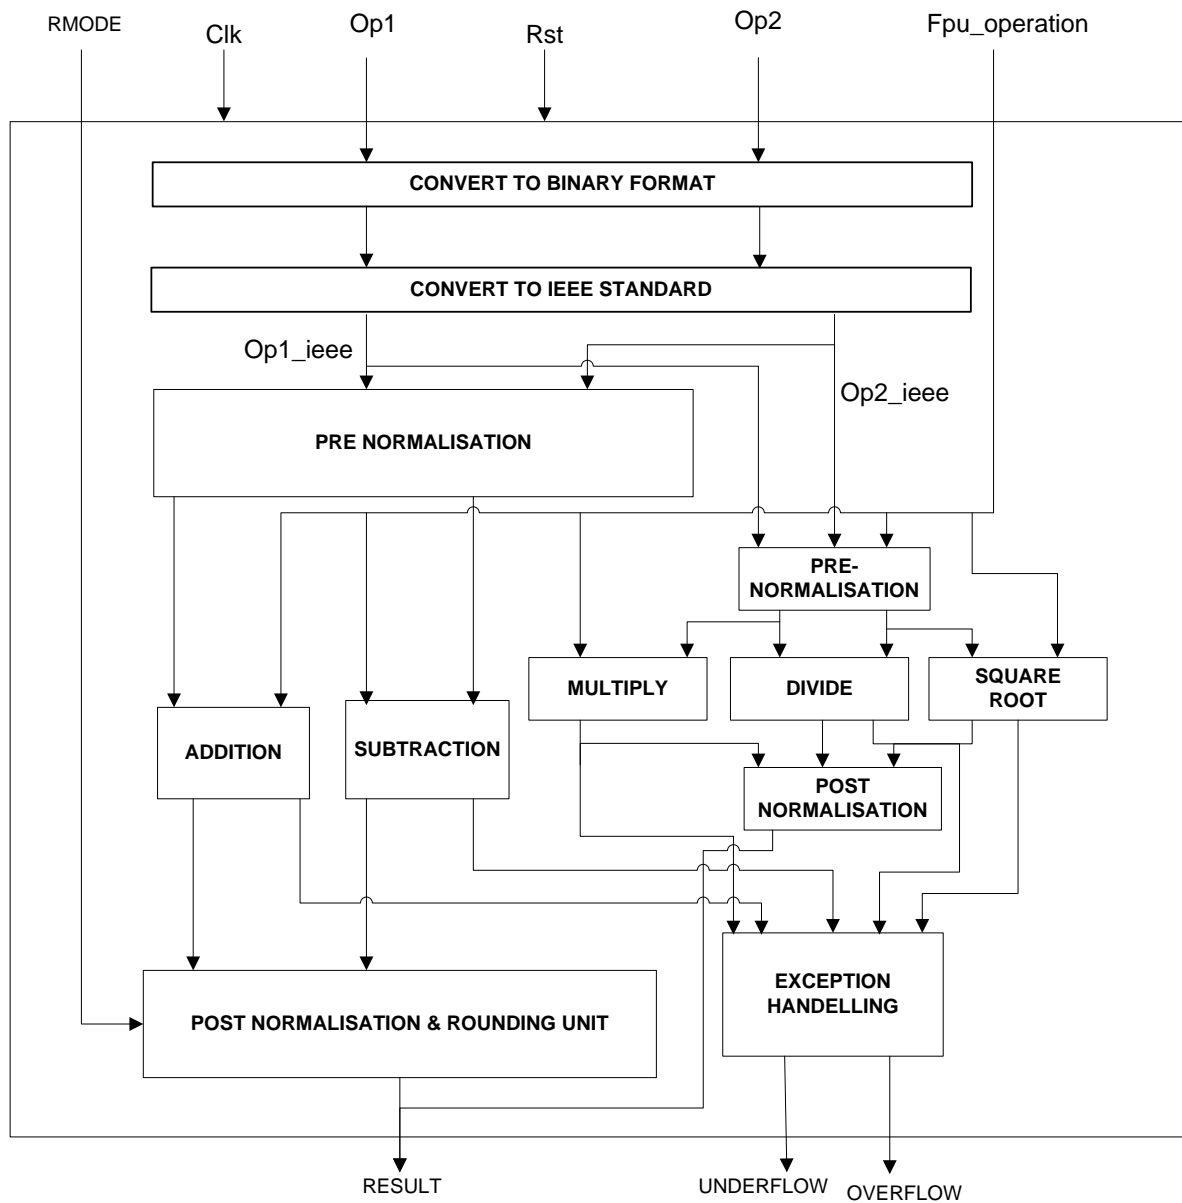 RMODE
Clk
Op1
Rst
Op2
Fpu_operation
CONVERT TO BINARY FORMAT
CONVERT TO IEEE STANDARD
Op1_ieee
Op2_ieee
PRE NORMALISATION
PRE-
NORMALISATION
MULTIPLY
DIVIDE
SQUARE
ROOT
ADDITION
SUBTRACTION
POST
NORMALISATION
EXCEPTION
HANDELLING
POST NORMALISATION & ROUNDING UNIT
RESULT
UNDERFLOW
OVERFLOW